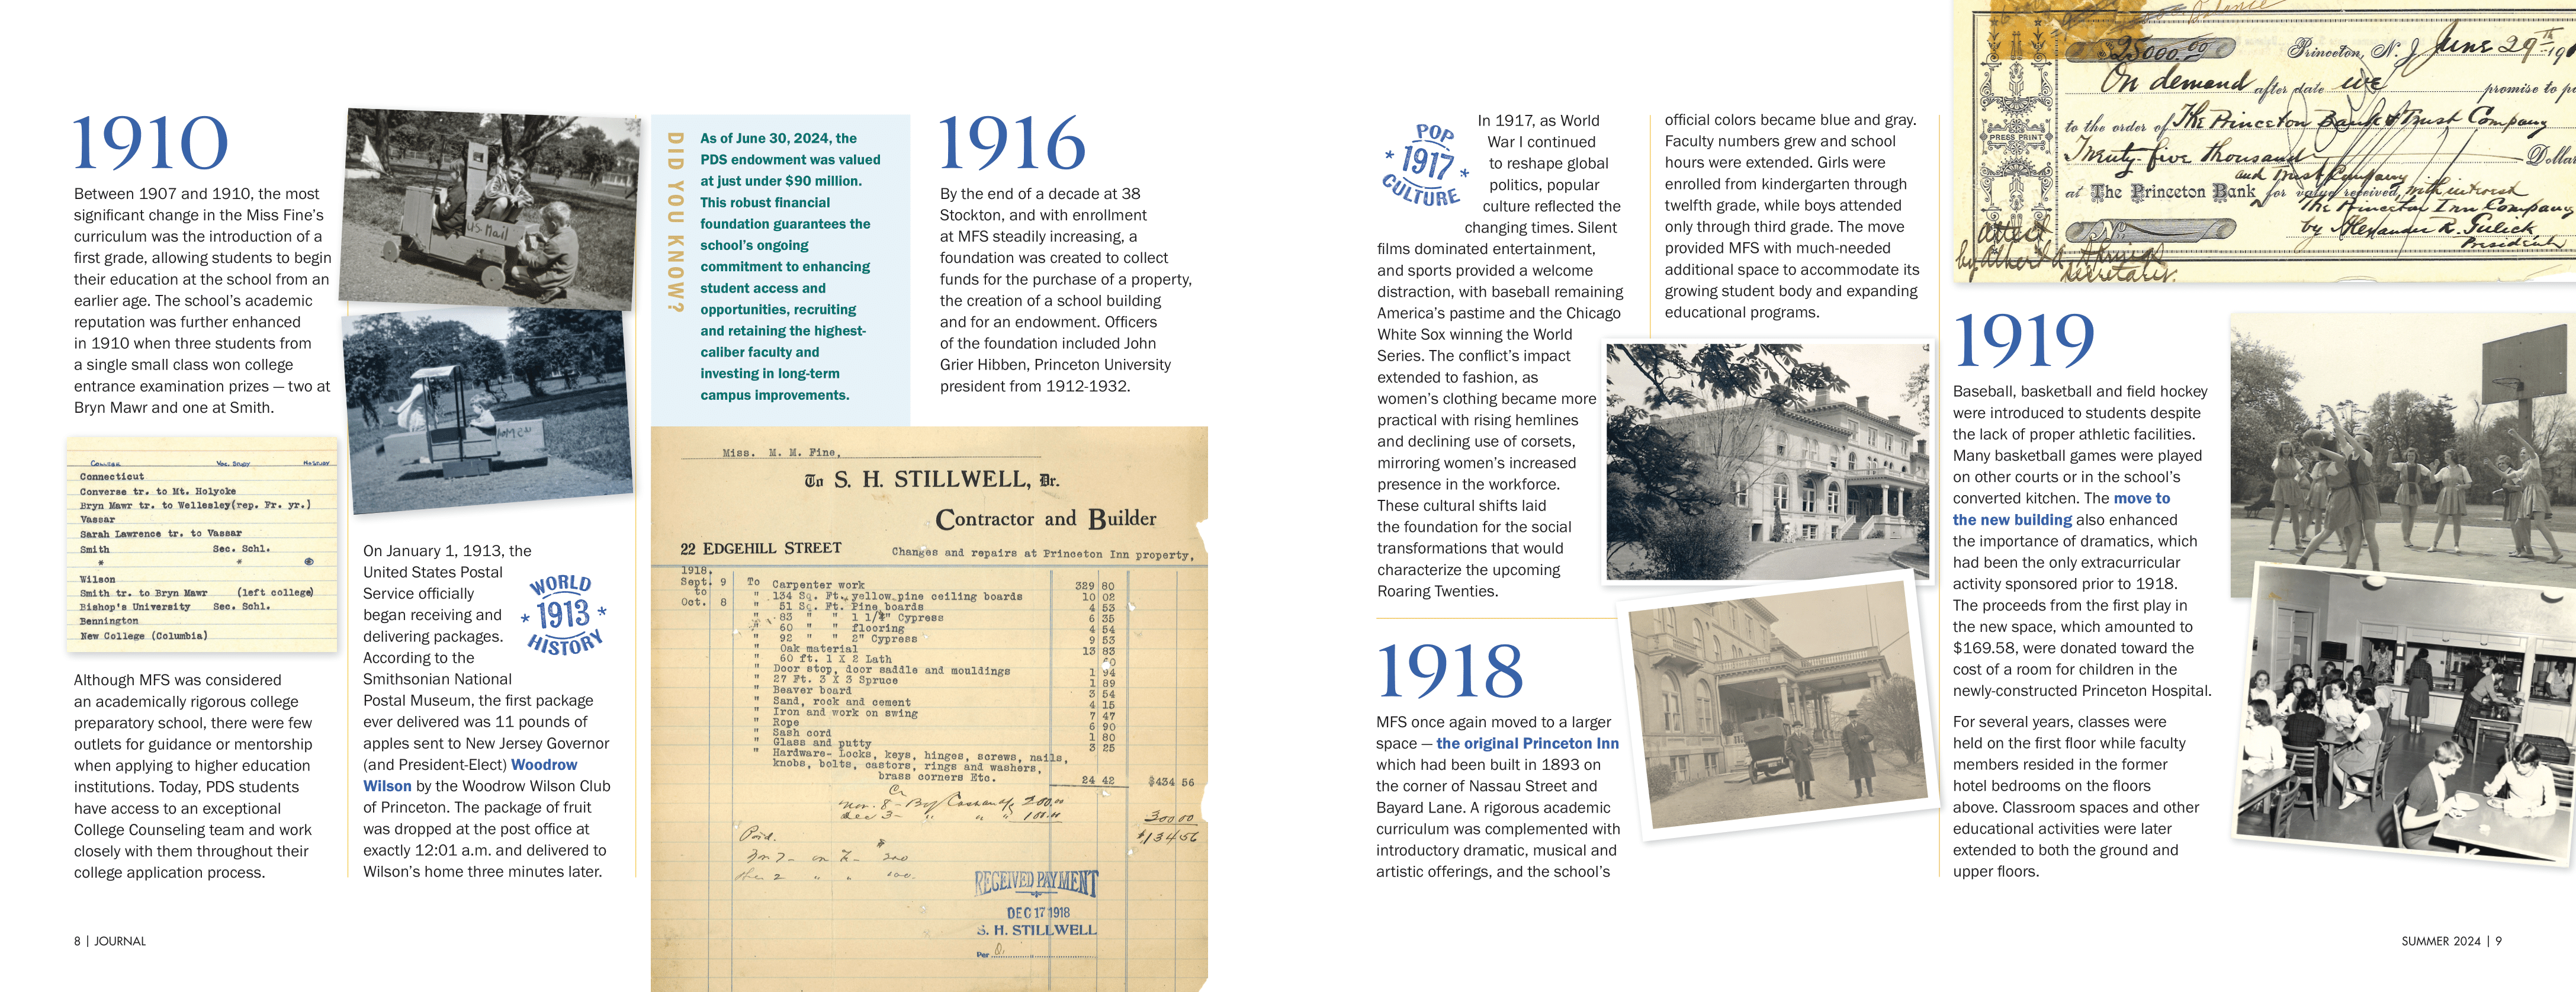 1910
Between 1907 and 1910, the most
significant change in the Miss Fine's
curriculum was the introduction of a
first grade, allowing students to begin
their education at the school from an
earlier age. The school's academic
reputation was further enhanced
in 1910 when three students from
a single small class won college
entrance examination prizes — two at
Bryn Mawr and one at Smith.
Connecticut
Converse tr. to Mt. Holyoke
Bryn Mawr tr. to Wellesley(rep. Fr. yr.)
Vassar
Sarah Lawrence tr. to Vassar
Smith Sec. Schl.
* *
Wilson
Smith tr. to Bryn Mawr (left college)
Bishop's University Sec. Schl.
Bennington
New College (Columbia)
Although MFS was considered
an academically rigorous college
preparatory school, there were few
outlets for guidance or mentorship
when applying to higher education
institutions. Today, PDS students
have access to an exceptional
College Counseling team and work
closely with them throughout their
college application process.
US Mail
On January 1, 1913, the
United States Postal
Service officially
began receiving and
delivering packages.
According to the
Smithsonian National
Postal Museum, the first package
ever delivered was 11 pounds of
apples sent to New Jersey Governor
(and President-Elect) Woodrow
Wilson by the Woodrow Wilson Club
of Princeton. The package of fruit
was dropped at the post office at
exactly 12:01 a.m. and delivered to
Wilson's home three minutes later.
WORLD
* 1913 *
HISTORY
DID YOU KNOW?
As of June 30, 2024, the
PDS endowment was valued
at just under $90 million.
This robust financial
foundation guarantees the
school's ongoing
commitment to enhancing
student access and
opportunities, recruiting
and retaining the highest-
caliber faculty and
investing in long-term
campus improvements.
1916
By the end of a decade at 38
Stockton, and with enrollment
at MFS steadily increasing, a
foundation was created to collect
funds for the purchase of a property,
the creation of a school building
and for an endowment. Officers
of the foundation included John
Grier Hibben, Princeton University
president from 1912-1932.
Miss. M. M. Fine,
To S. H. STILLWELL, Dr.
Contractor and Builder
22 EDGEHILL STREET Changes and repairs at Princeton Inn property,
1918.
Sept. 9 To Carpenter work 329 80
to " 134 Sq. Ft. yellow pine ceiling boards 10 02
Oct. 8 " 51 Sq. Ft. Pine boards 4 53
" 83 " " 1 1/4" Cypress 6 35
" 60 " " flooring 4 54
" 92 " " 2" Cypress 9 53
" Oak material 13 83
" 60 ft. 1 X 2 Lath
" Door stop, door saddle and mouldings 1 94
" 27 Ft. 3 X 3 Spruce 1 89
" Beaver board 3 54
" Sand, rock and cement 4 15
" Iron and work on swing 7 47
" Rope 6 90
" Sash cord 1 80
" Glass and putty 3 25
" Hardware- Locks, keys, hinges, screws, nails,
knobs, bolts, castors, rings and washers,
brass corners Etc. 24 42 $434 56
Cr
Nov. 8 - By Cash 200.00
Dec 3 - " " " 100.00 300 00
$134 56
Paid.
RECEIVED PAYMENT
DEC 17 1918
S. H. STILLWELL
Per
8 | JOURNAL
POP
* 1917 *
CULTURE
In 1917, as World
War I continued
to reshape global
politics, popular
culture reflected the
changing times. Silent
films dominated entertainment,
and sports provided a welcome
distraction, with baseball remaining
America's pastime and the Chicago
White Sox winning the World
Series. The conflict's impact
extended to fashion, as
women's clothing became more
practical with rising hemlines
and declining use of corsets,
mirroring women's increased
presence in the workforce.
These cultural shifts laid
the foundation for the social
transformations that would
characterize the upcoming
Roaring Twenties.
1918
MFS once again moved to a larger
space — the original Princeton Inn
which had been built in 1893 on
the corner of Nassau Street and
Bayard Lane. A rigorous academic
curriculum was complemented with
introductory dramatic, musical and
artistic offerings, and the school's
official colors became blue and gray.
Faculty numbers grew and school
hours were extended. Girls were
enrolled from kindergarten through
twelfth grade, while boys attended
only through third grade. The move
provided MFS with much-needed
additional space to accommodate its
growing student body and expanding
educational programs.
Balance
$25000.00 Princeton, N. J. June 29th 19
On demand after date we promise to
to the order of The Princeton Bank & Trust Company
Twenty-five thousand Dollar
and Trust Company
at The Princeton Bank for value received, with interest
The Princeton Inn Company
No. by Alexander R. Gulick
President
PRESS PRINT
attest
secretary.
1919
Baseball, basketball and field hockey
were introduced to students despite
the lack of proper athletic facilities.
Many basketball games were played
on other courts or in the school's
converted kitchen. The move to
the new building also enhanced
the importance of dramatics, which
had been the only extracurricular
activity sponsored prior to 1918.
The proceeds from the first play in
the new space, which amounted to
$169.58, were donated toward the
cost of a room for children in the
newly-constructed Princeton Hospital.
For several years, classes were
held on the first floor while faculty
members resided in the former
hotel bedrooms on the floors
above. Classroom spaces and other
educational activities were later
extended to both the ground and
upper floors.
SUMMER 2024 | 9